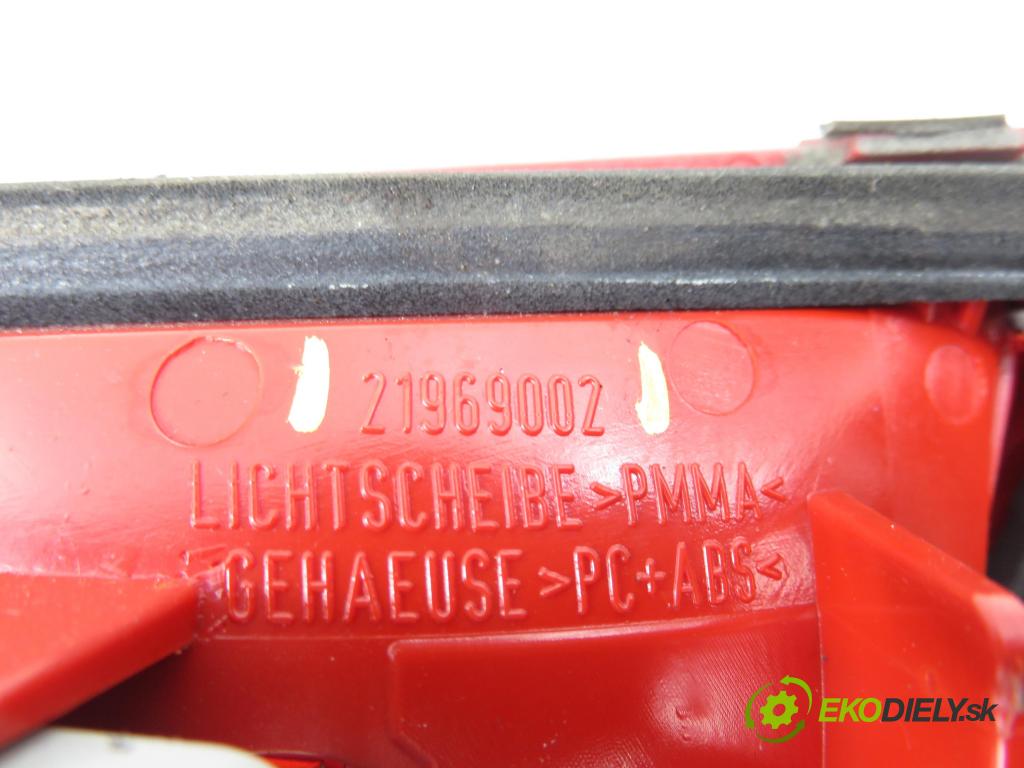 21969002
LICHTSCHEIBE >PMMA<
GEHAEUSE >PC+ABS<
EKODIELY.sk